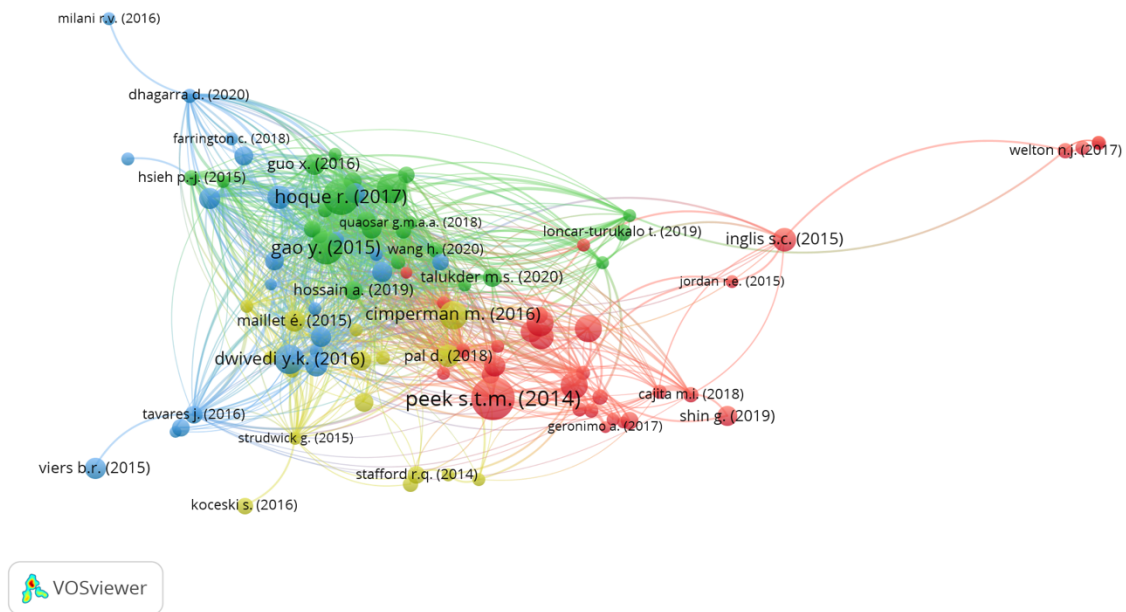 milani r.v. (2016)
dhagarra d. (2020)
farrington c. (2018)
welton n.j. (2017)
guo x. (2016)
hsieh p.-j. (2015)
hoque r. (2017)
quaosar g.m.a.a. (2018)
loncar-turukalo t. (2019)
inglis s.c. (2015)
gao y. (2015)
wang h. (2020)
talukder m.s. (2020)
jordan r.e. (2015)
hossain a. (2019)
cimperman m. (2016)
maillet é. (2015)
pal d. (2018)
dwivedi y.k. (2016)
cajita m.i. (2018)
peek s.t.m. (2014)
tavares j. (2016)
shin g. (2019)
geronimo a. (2017)
strudwick g. (2015)
viers b.r. (2015)
stafford r.q. (2014)
koceski s. (2016)
VOSviewer